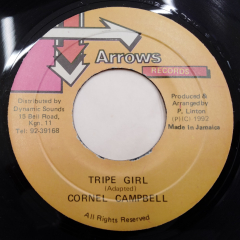 Arrows
RECORDS
Distributed by
Dynamic Sounds
15 Bell Road,
Kgn. 11
Tel: 92-39168
Produced &
Arranged by
P. Linton
(P)(C) 1992
Made in Jamaica
TRIPE GIRL
(Adapted)
CORNEL CAMPBELL
All Rights Reserved